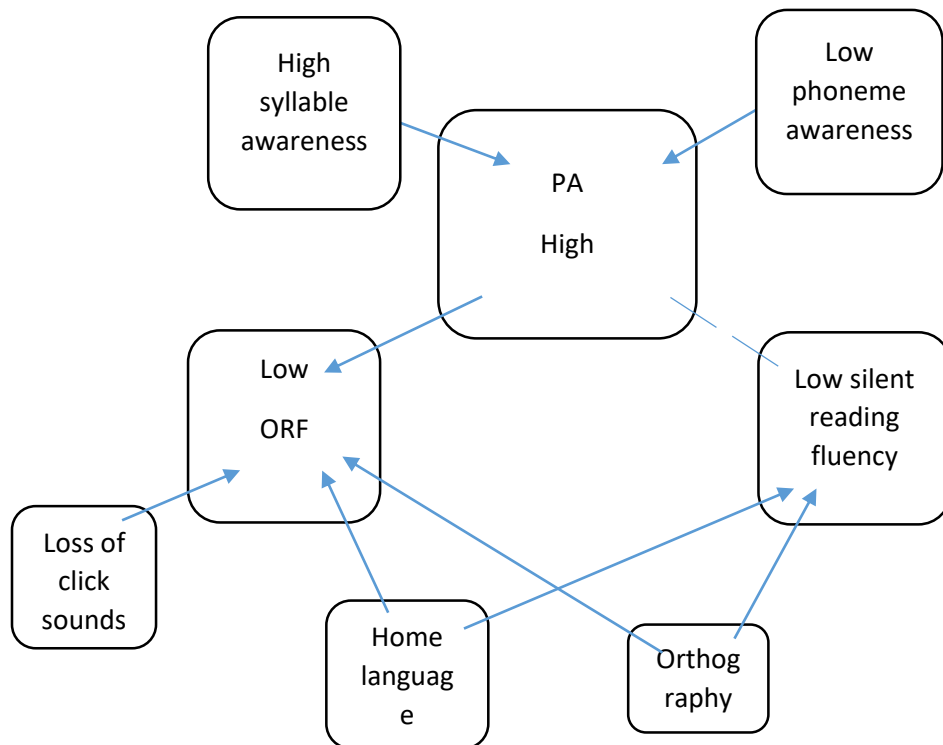 High
syllable
awareness
Low
phoneme
awareness
PA
High
Low
ORF
Low silent
reading
fluency
Loss of
click
sounds
Home
languag
e
Orthog
raphy